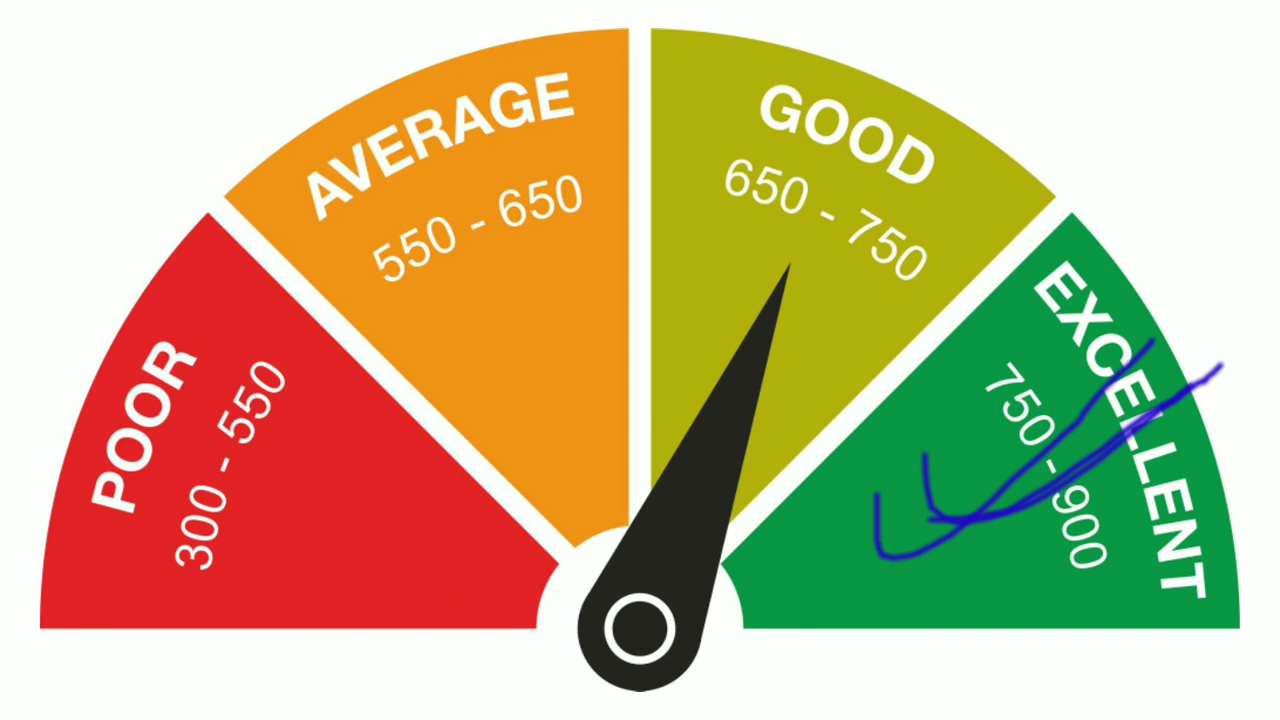 POOR
300 - 550
AVERAGE
550 - 650
GOOD
650 - 750
EXCELLENT
750 - 900